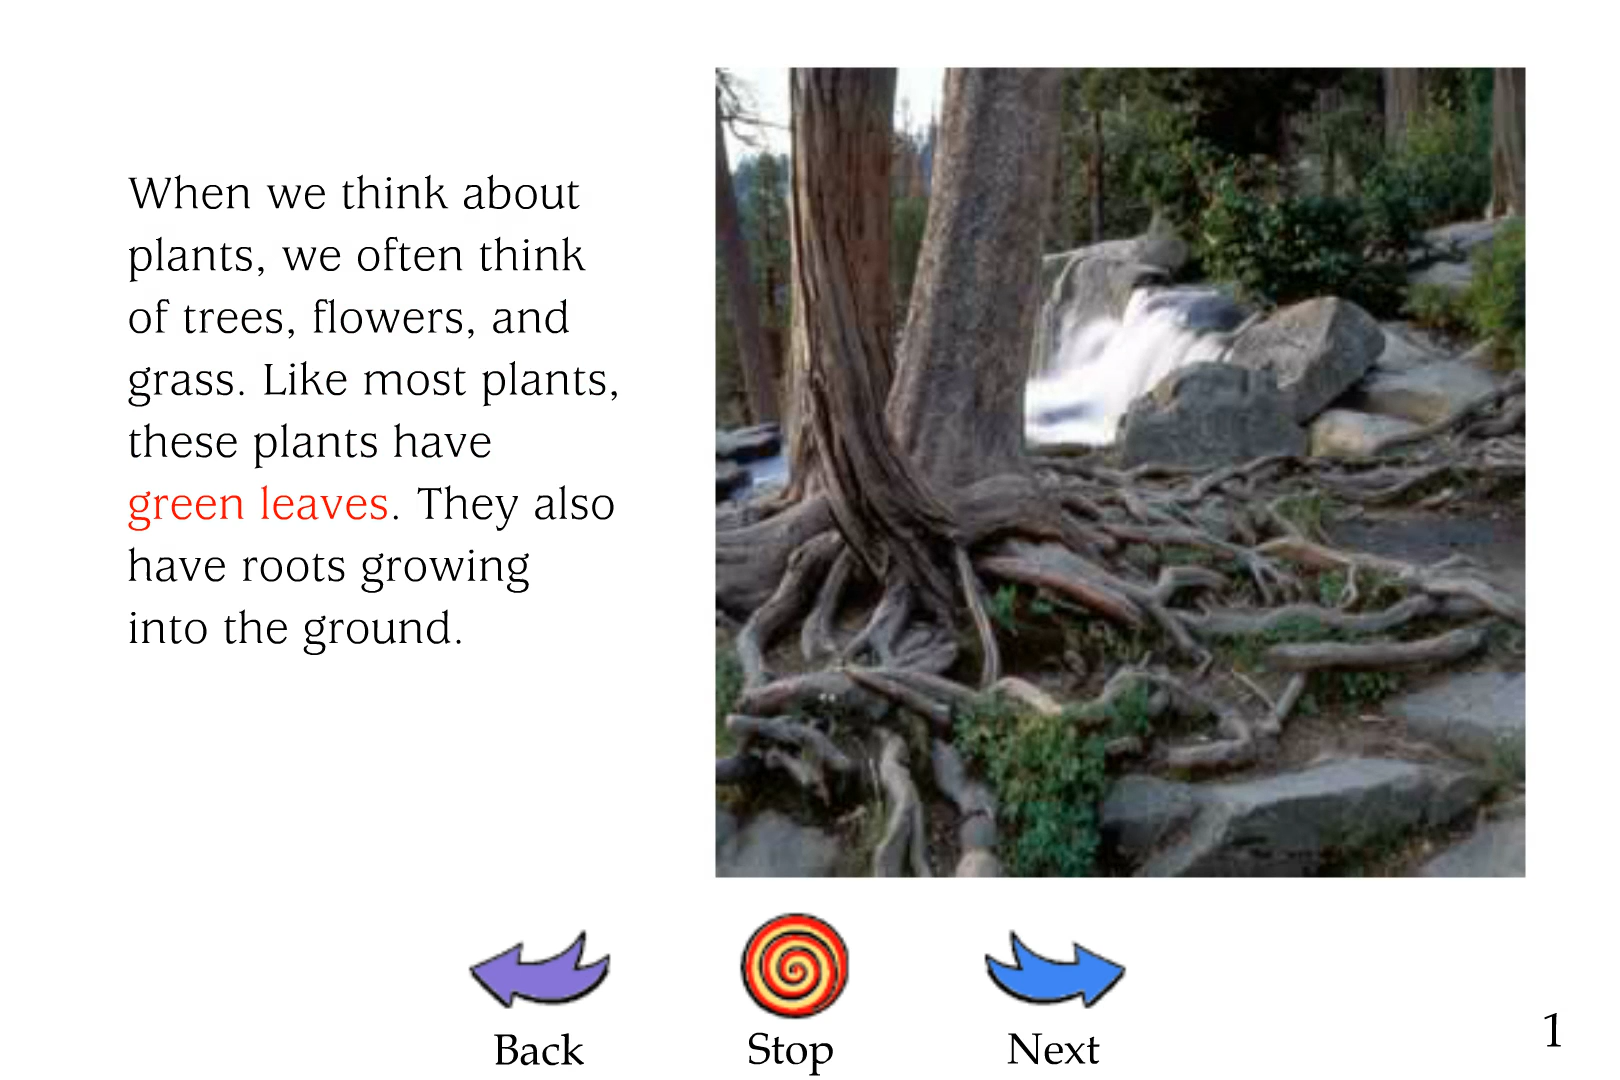 When we think about
plants, we often think
of trees, flowers, and
grass. Like most plants,
these plants have
green leaves. They also
have roots growing
into the ground.
Back
Stop
Next
1